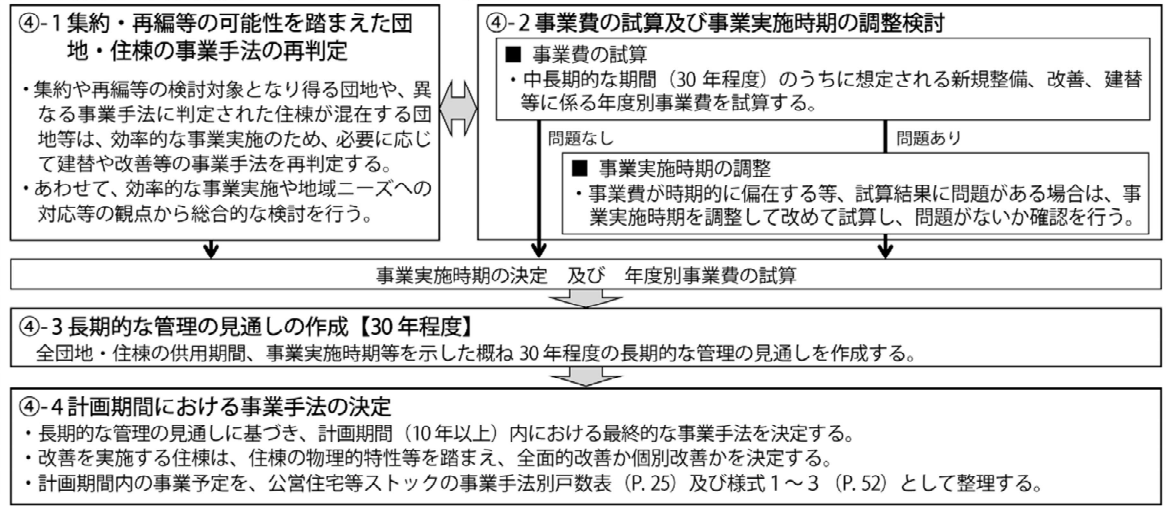 ④-1 集約・再編等の可能性を踏まえた団
地・住棟の事業手法の再判定
・集約や再編等の検討対象となり得る団地や、異
なる事業手法に判定された住棟が混在する団
地等は、効率的な事業実施のため、必要に応じ
て建替や改善等の事業手法を再判定する。
・あわせて、効率的な事業実施や地域ニーズへの
対応等の観点から総合的な検討を行う。
④-2 事業費の試算及び事業実施時期の調整検討
■ 事業費の試算
・中長期的な期間（30 年程度）のうちに想定される新規整備、改善、建替
等に係る年度別事業費を試算する。
問題なし
問題あり
■ 事業実施時期の調整
・事業費が時期的に偏在する等、試算結果に問題がある場合は、事
業実施時期を調整して改めて試算し、問題がないか確認を行う。
事業実施時期の決定　及び　年度別事業費の試算
④-3 長期的な管理の見通しの作成【30 年程度】
全団地・住棟の供用期間、事業実施時期等を示した概ね 30 年程度の長期的な管理の見通しを作成する。
④-4 計画期間における事業手法の決定
・長期的な管理の見通しに基づき、計画期間（10 年以上）内における最終的な事業手法を決定する。
・改善を実施する住棟は、住棟の物理的特性等を踏まえ、全面的改善か個別改善かを決定する。
・計画期間内の事業予定を、公営住宅等ストックの事業手法別戸数表（P. 25）及び様式１～３（P. 52）として整理する。